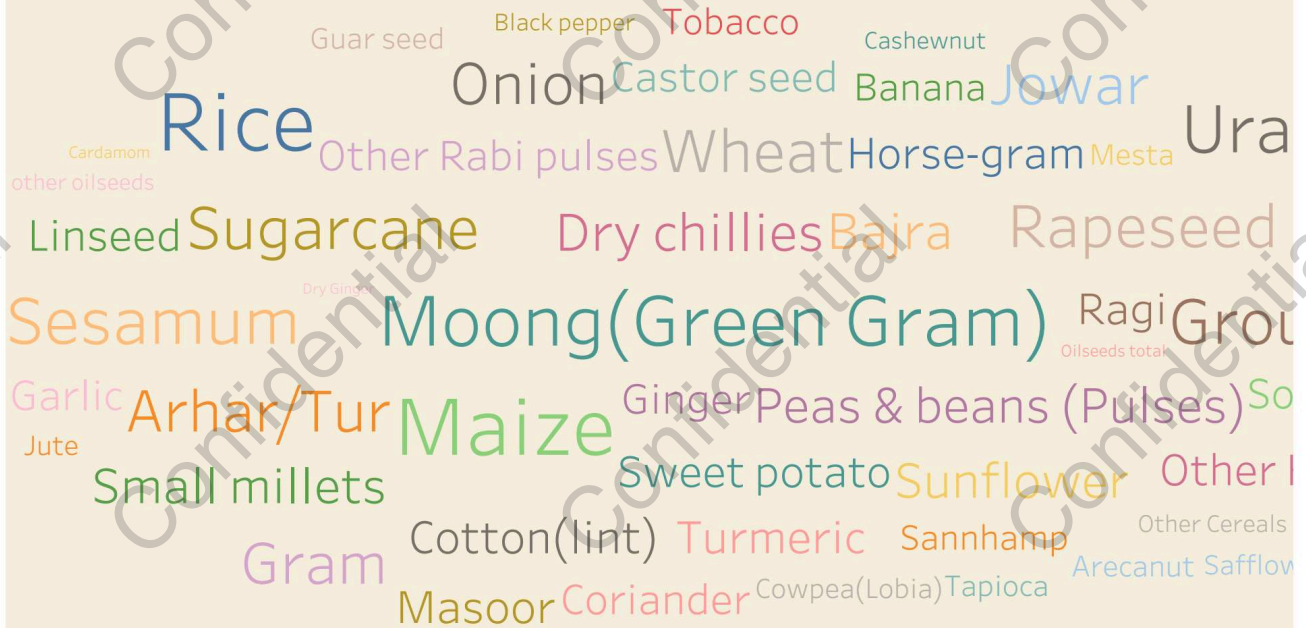 Black pepper Tobacco
Guar seed Cashewnut
Onion Castor seed Banana Jowar
Rice Ura
Cardamom Other Rabi pulses Wheat Horse-gram Mesta
other oilseeds
Linseed Sugarcane Dry chillies Bajra Rapeseed
Dry Ginger
Sesamum Moong(Green Gram) Ragi Grou
Oilseeds total
Garlic Arhar/Tur Maize Ginger Peas & beans (Pulses) So
Jute
Small millets Sweet potato Sunflower Other
Cotton(lint) Turmeric Sannhamp Other Cereals
Gram Arecanut Safflow
Masoor Coriander Cowpea(Lobia) Tapioca
Confidential
Confidential
Confidential